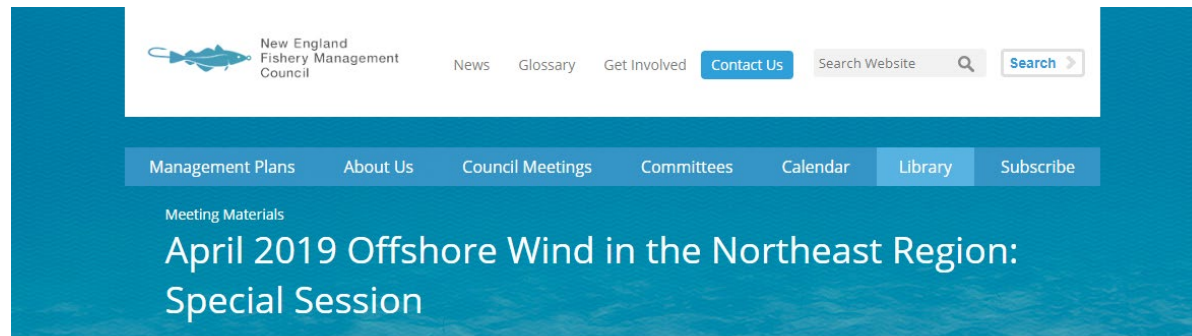 New England
Fishery Management
Council
News Glossary Get Involved Contact Us Search Website Search
Management Plans About Us Council Meetings Committees Calendar Library Subscribe
Meeting Materials
April 2019 Offshore Wind in the Northeast Region:
Special Session